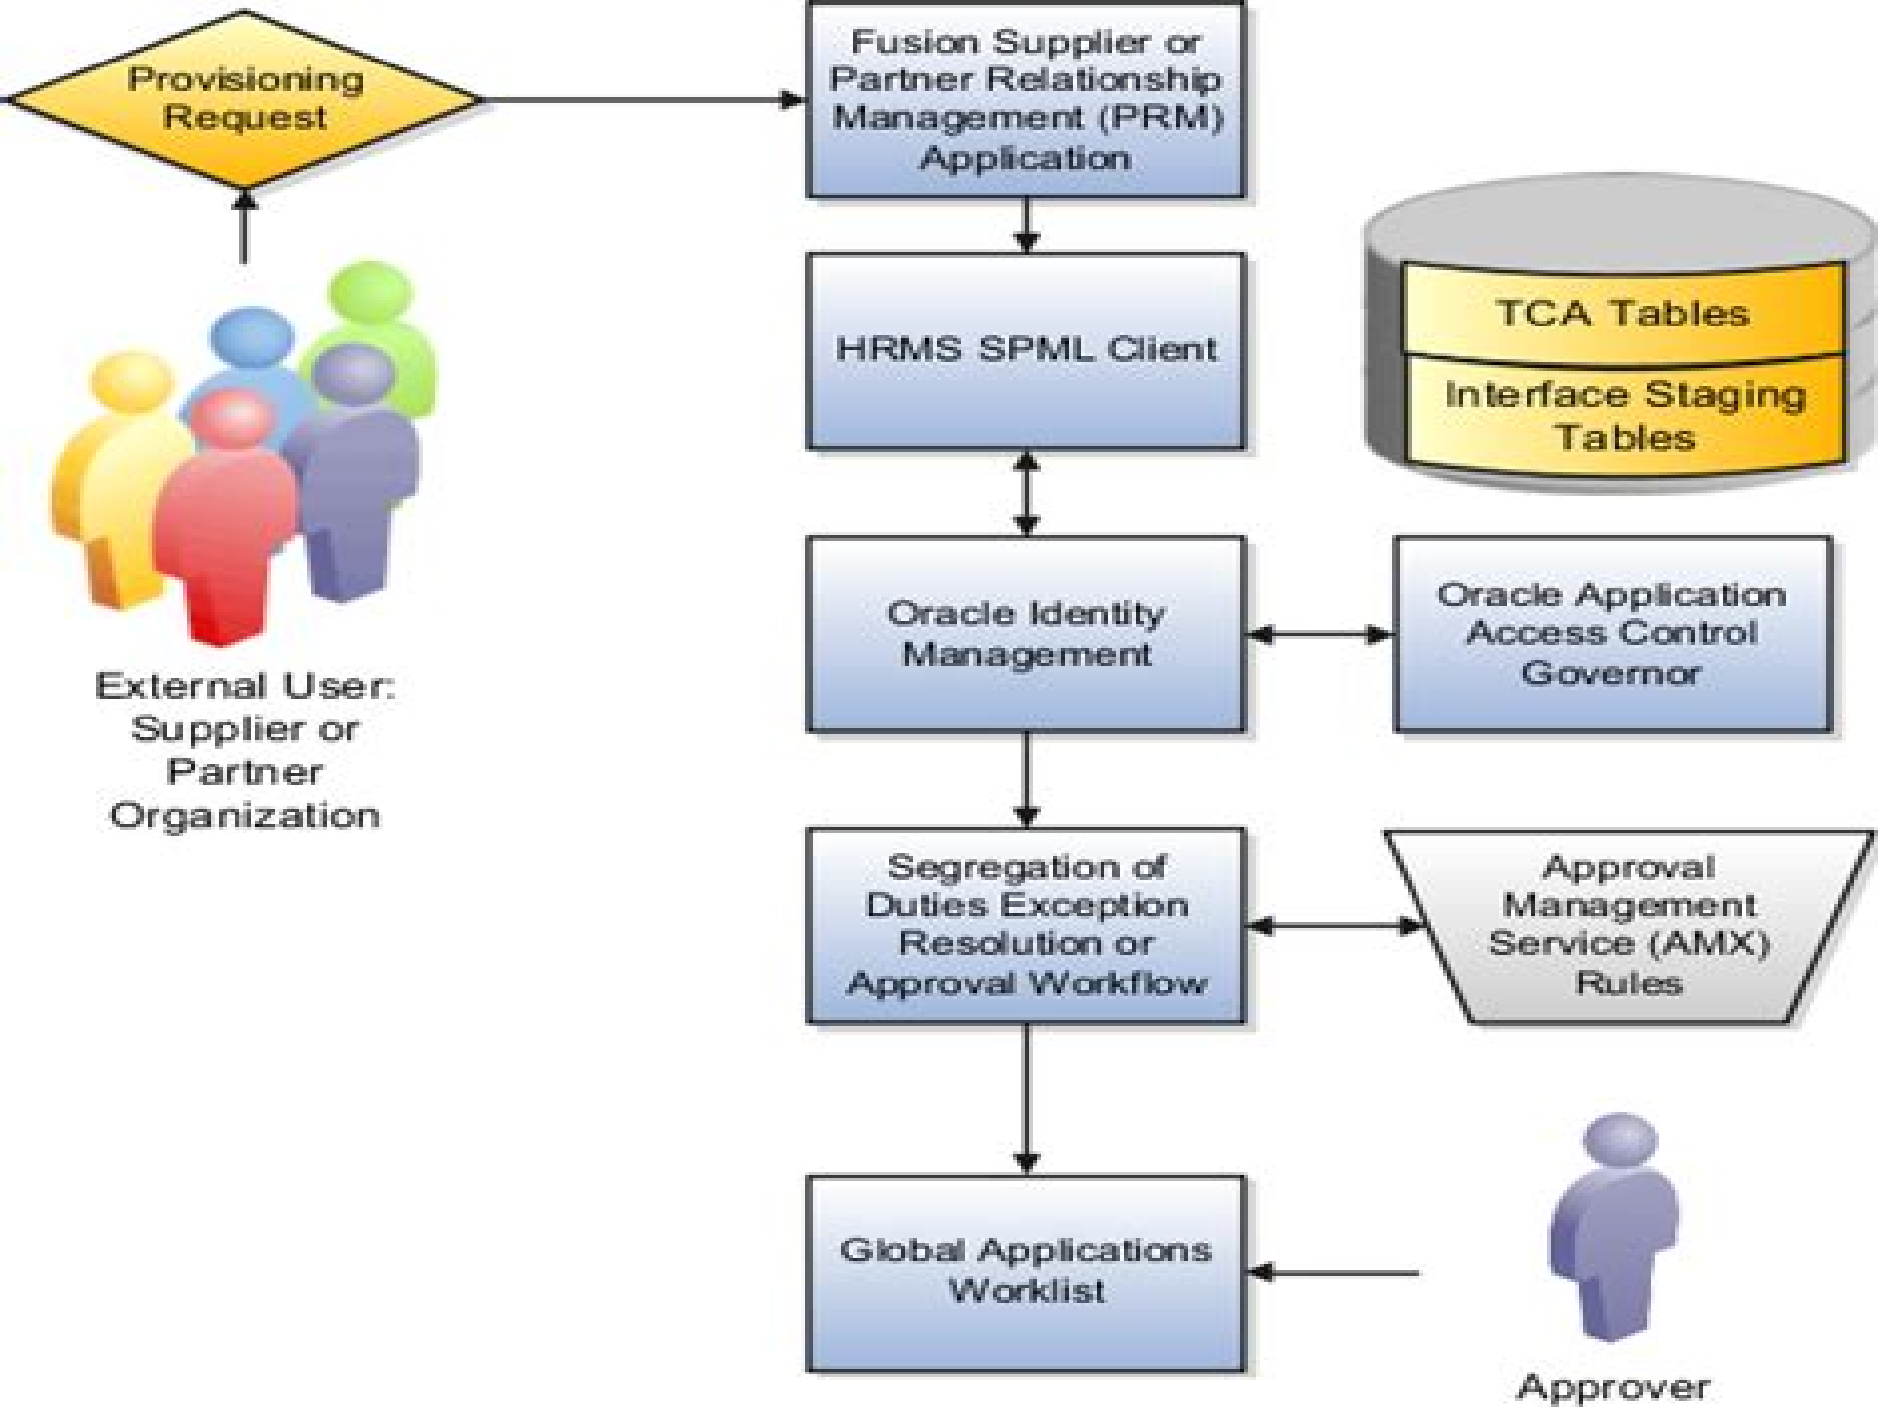 Provisioning
Request
Fusion Supplier or
Partner Relationship
Management (PRM)
Application
HRMS SPML Client
TCA Tables
Interface Staging
Tables
External User:
Supplier or
Partner
Organization
Oracle Identity
Management
Oracle Application
Access Control
Governor
Segregation of
Duties Exception
Resolution or
Approval Workflow
Approval
Management
Service (AMX)
Rules
Global Applications
Worklist
Approver